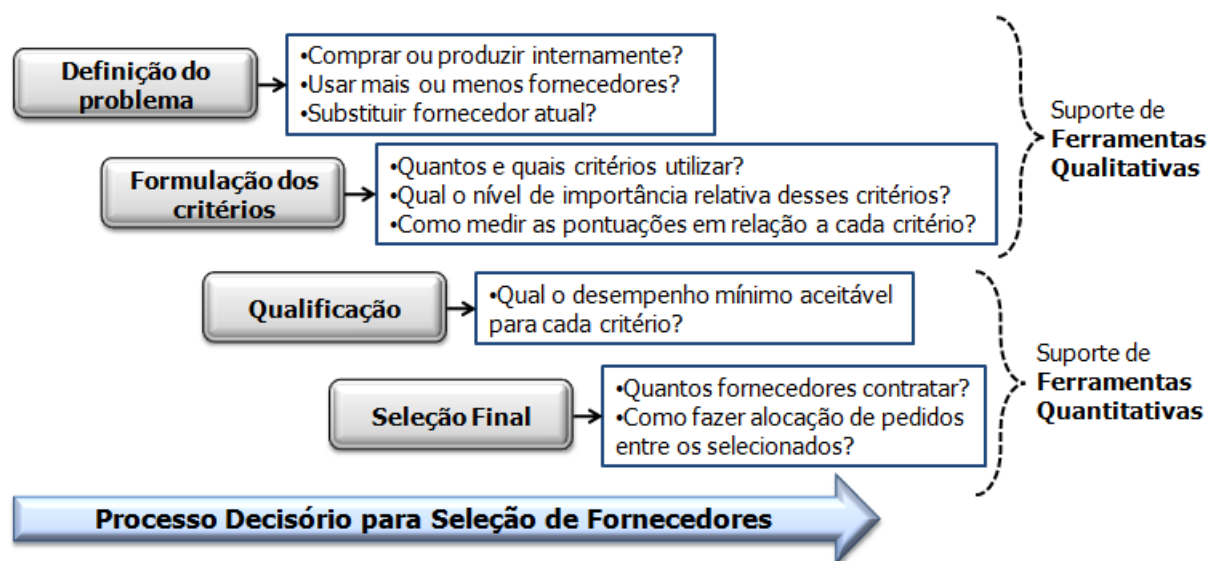 Definição do
problema
•Comprar ou produzir internamente?
•Usar mais ou menos fornecedores?
•Substituir fornecedor atual?
Formulação dos
critérios
•Quantos e quais critérios utilizar?
•Qual o nível de importância relativa desses critérios?
•Como medir as pontuações em relação a cada critério?
Suporte de
Ferramentas
Qualitativas
Qualificação
•Qual o desempenho mínimo aceitável
para cada critério?
Seleção Final
•Quantos fornecedores contratar?
•Como fazer alocação de pedidos
entre os selecionados?
Suporte de
Ferramentas
Quantitativas
Processo Decisório para Seleção de Fornecedores